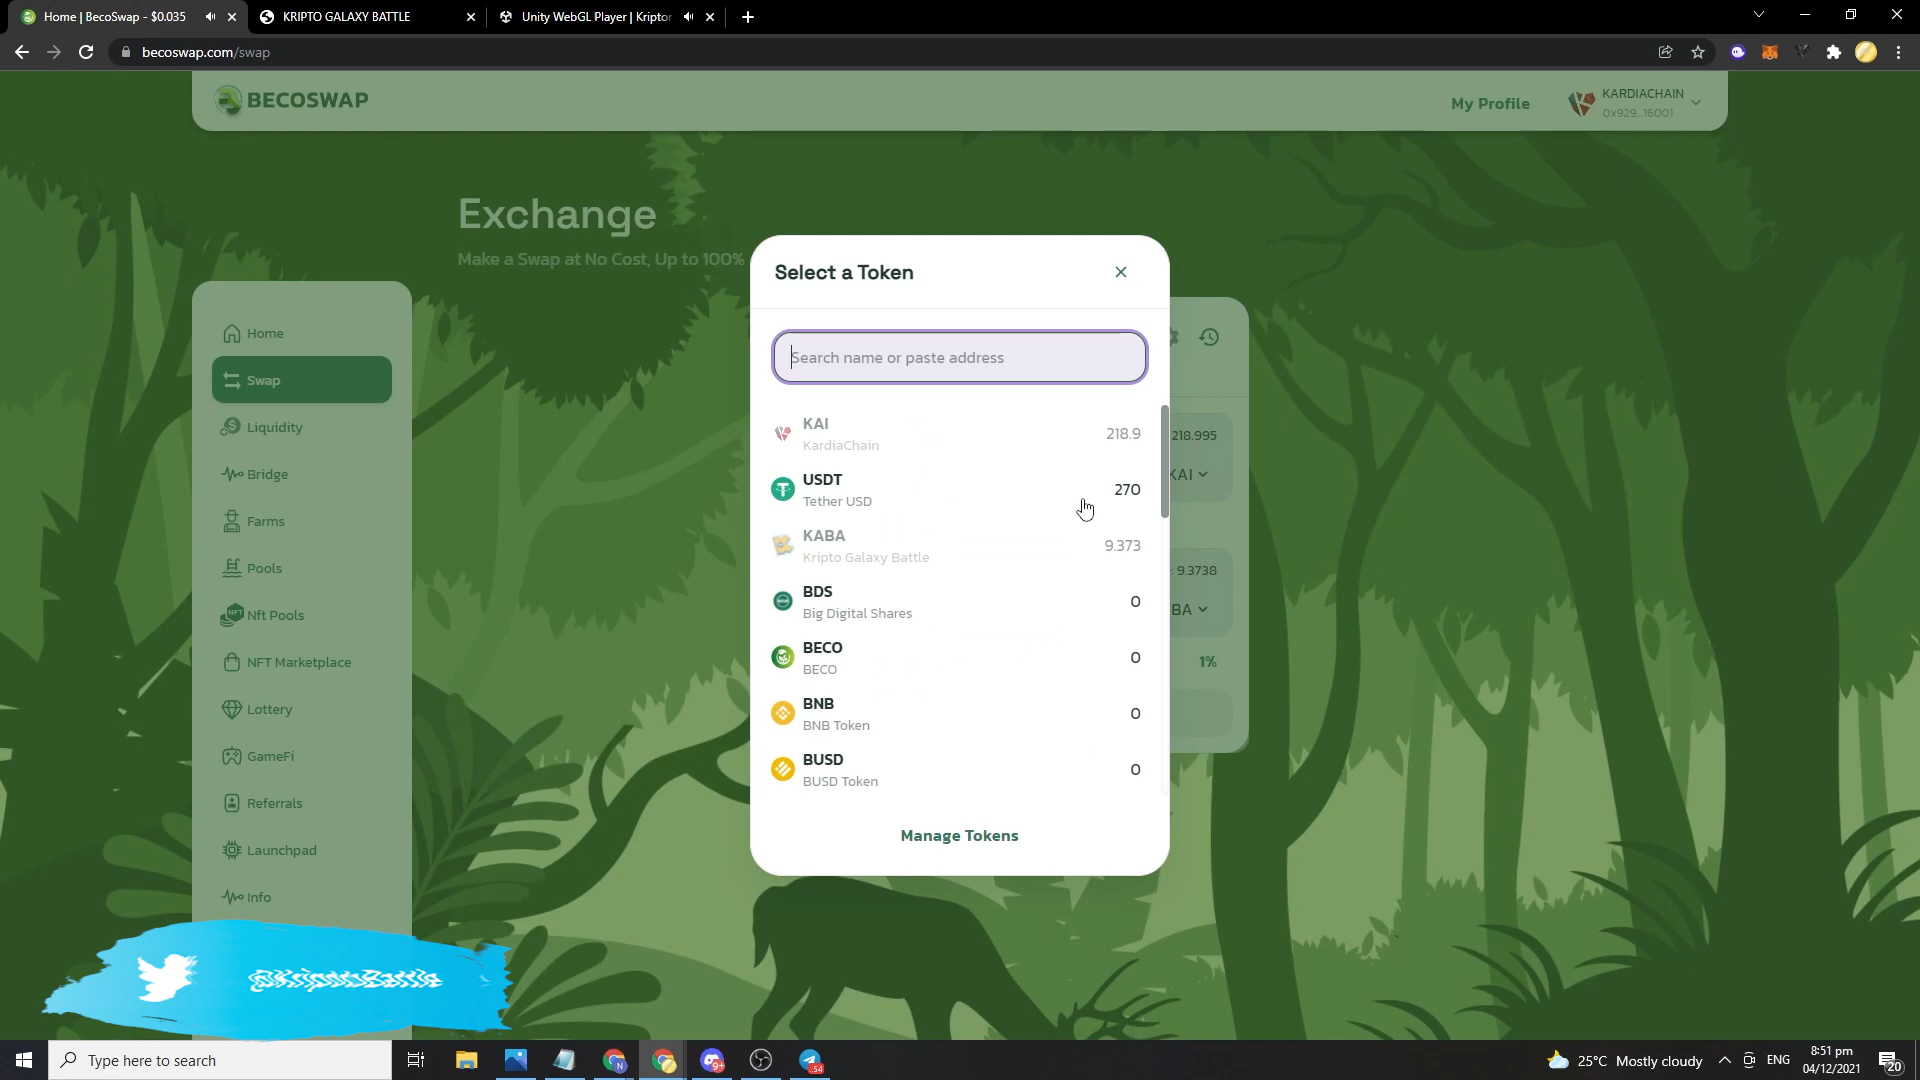 Home | BecoSwap - $0.035
KRIPTO GALAXY BATTLE
Unity WebGL Player | Kriptor
becoswap.com/swap
BECOSWAP
My Profile
KARDIACHAIN
0x929...16001
Exchange
Make a Swap at No Cost, Up to 100%
Home
Swap
Liquidity
Bridge
Farms
Pools
Nft Pools
NFT Marketplace
Lottery
GameFi
Referrals
Launchpad
Info
Select a Token
Search name or paste address
KAI
KardiaChain
218.9
USDT
Tether USD
270
KABA
Kripto Galaxy Battle
9.373
BDS
Big Digital Shares
0
BECO
BECO
0
BNB
BNB Token
0
BUSD
BUSD Token
0
Manage Tokens
218.995
KAI
: 9.3738
BA
1%
@KriptoBattle
Type here to search
9+
54
25°C Mostly cloudy
ENG
8:51 pm
04/12/2021
20